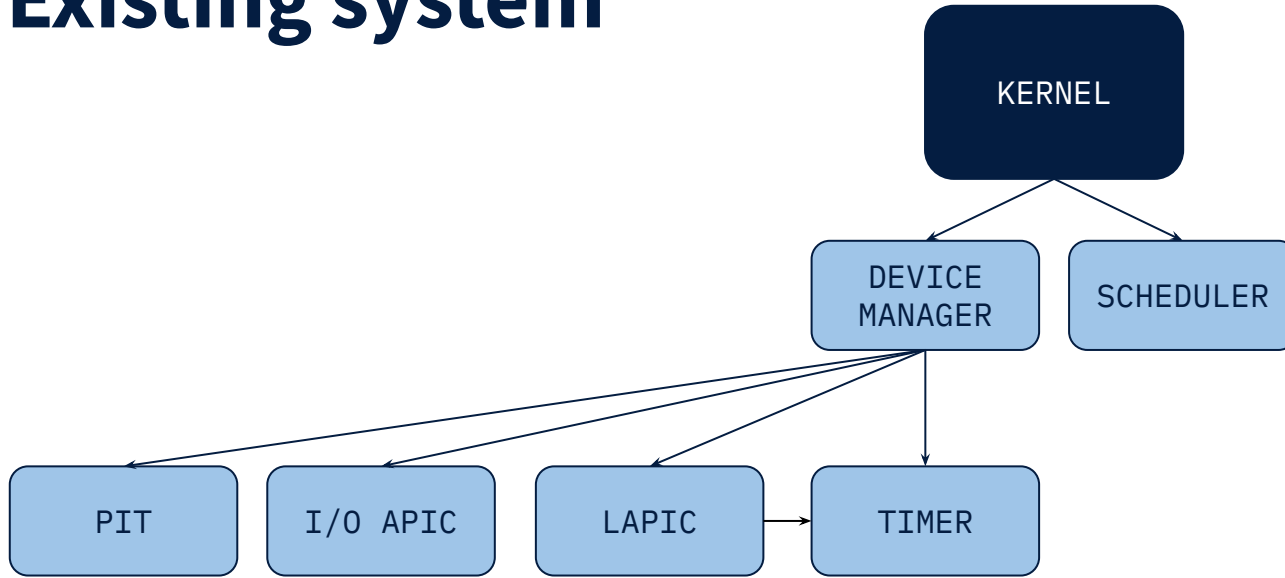 Existing system
KERNEL
DEVICE
MANAGER
SCHEDULER
PIT
I/O APIC
LAPIC
TIMER